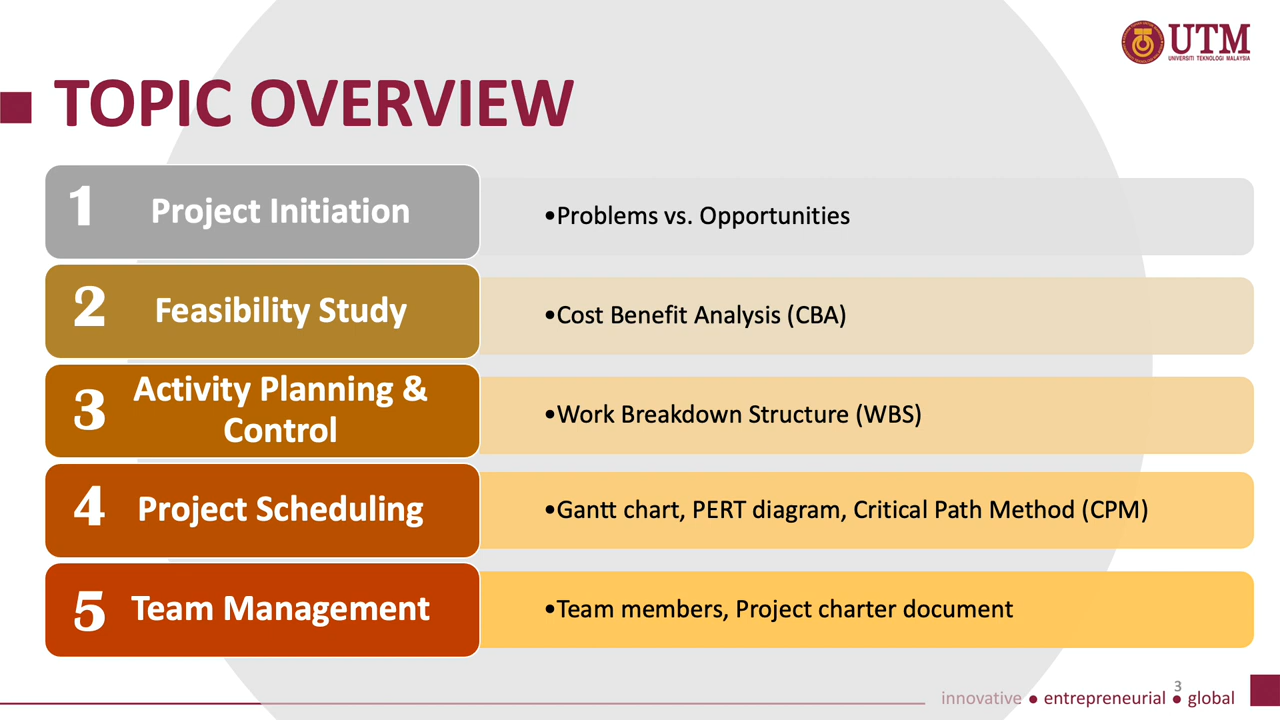 UTM
UNIVERSITI TEKNOLOGI MALAYSIA
TOPIC OVERVIEW
1 Project Initiation
•Problems vs. Opportunities
2 Feasibility Study
•Cost Benefit Analysis (CBA)
3 Activity Planning &
Control
•Work Breakdown Structure (WBS)
4 Project Scheduling
•Gantt chart, PERT diagram, Critical Path Method (CPM)
5 Team Management
•Team members, Project charter document
3
innovative ● entrepreneurial ● global